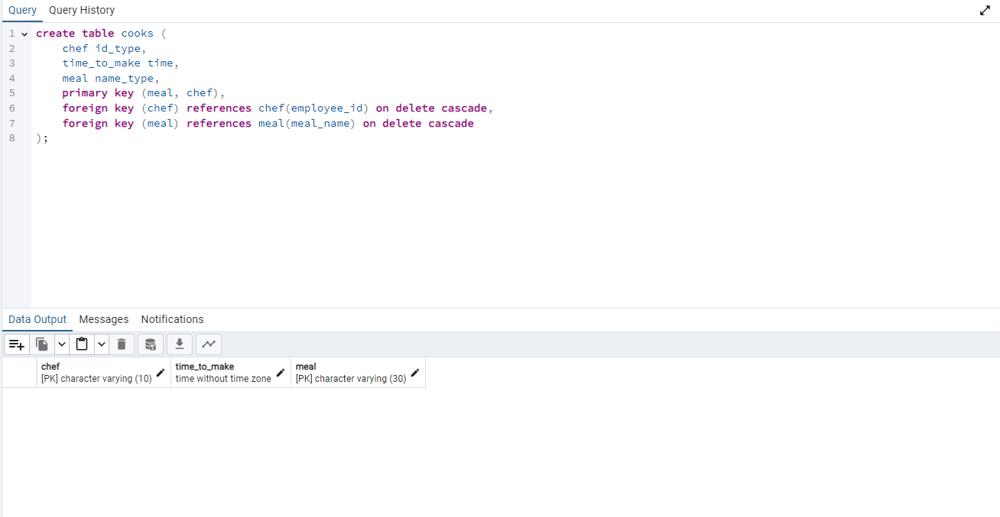 Query Query History
1 create table cooks (
2 chef id_type,
3 time_to_make time,
4 meal name_type,
5 primary key (meal, chef),
6 foreign key (chef) references chef(employee_id) on delete cascade,
7 foreign key (meal) references meal(meal_name) on delete cascade
8 );
Data Output Messages Notifications
chef time_to_make meal
[PK] character varying (10) time without time zone [PK] character varying (30)